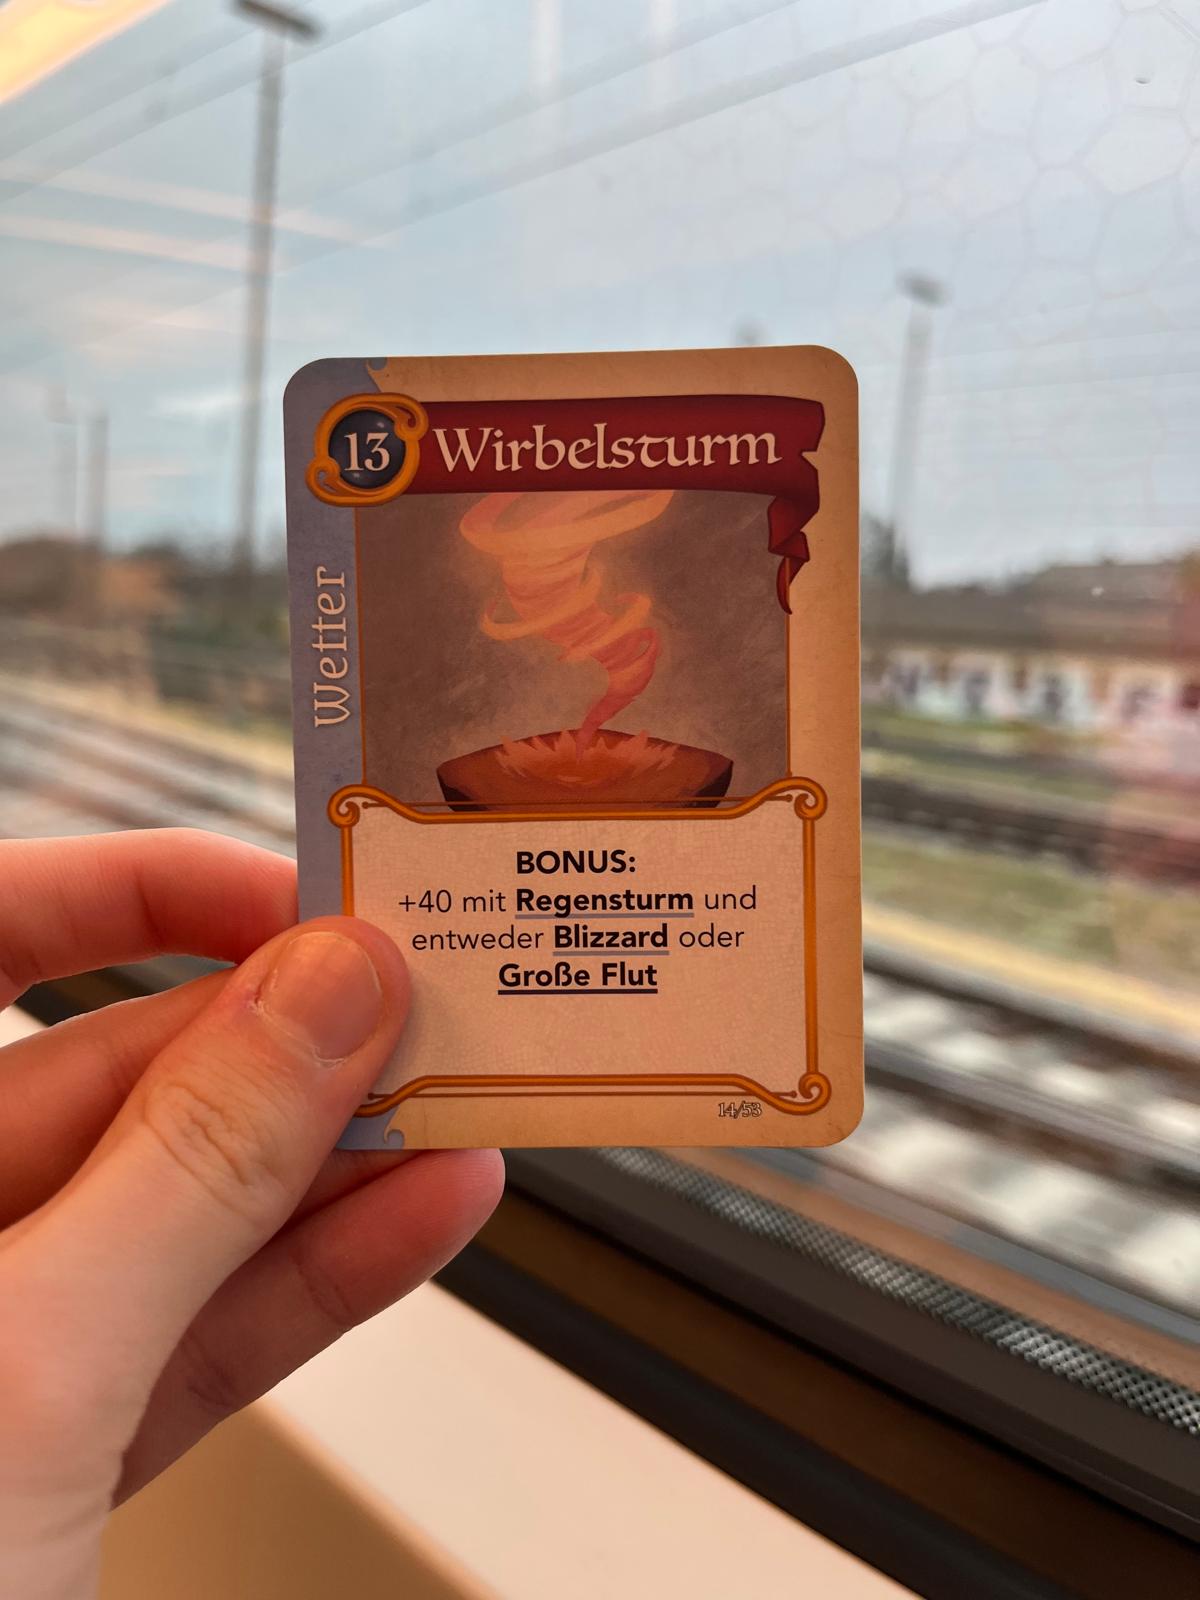 13 Wirbelsturm
Wetter
BONUS:
+40 mit Regensturm und
entweder Blizzard oder
Große Flut
14/53